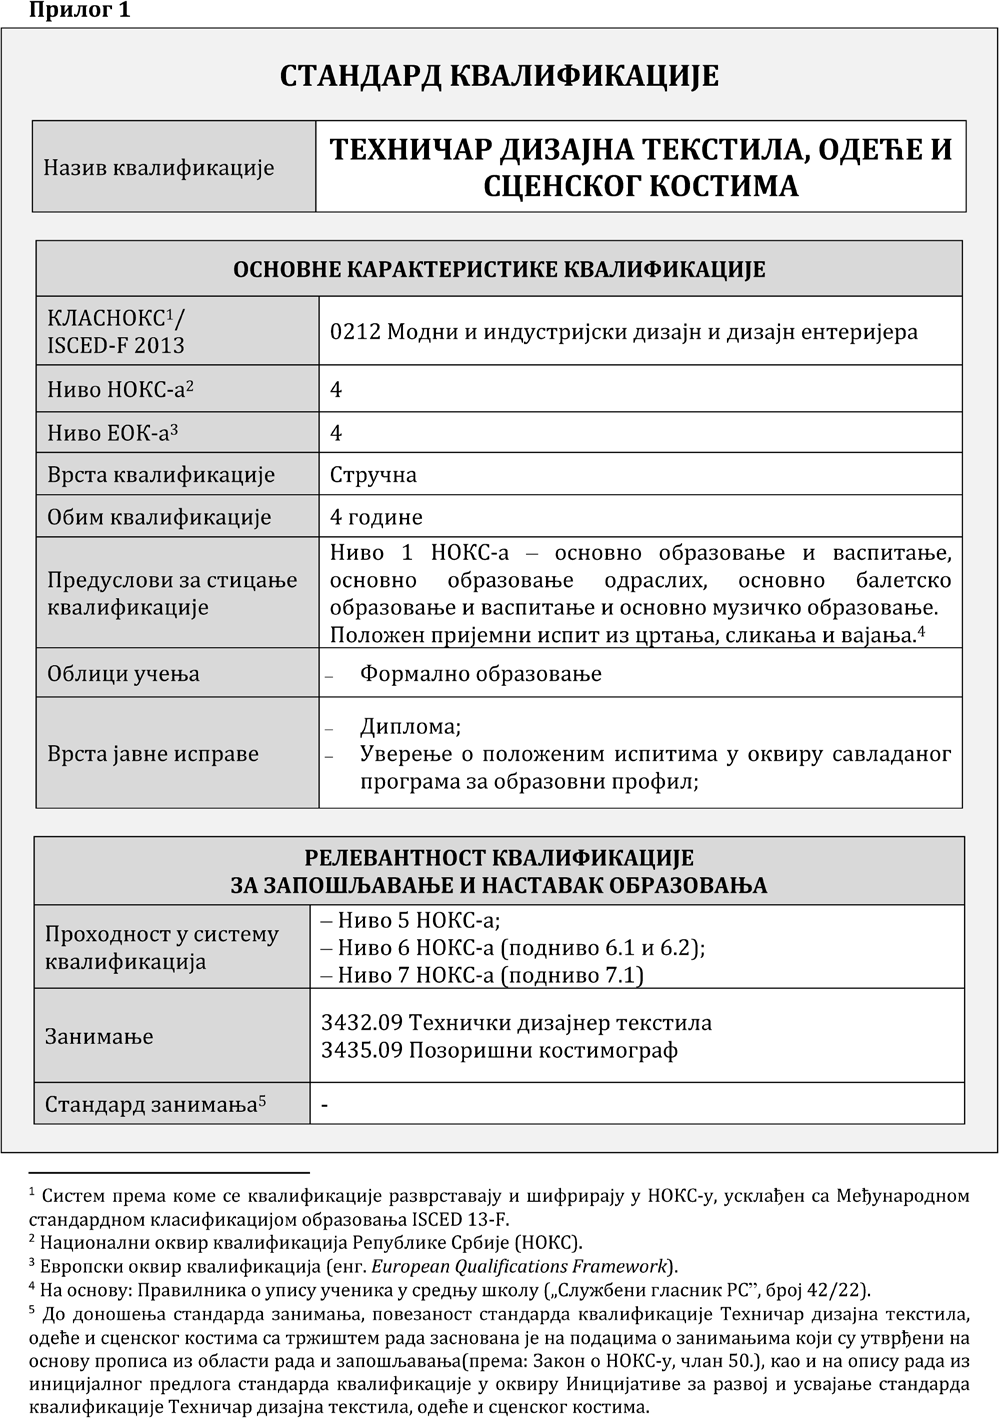 Прилог 1
СТАНДАРД КВАЛИФИКАЦИЈЕ
Назив квалификације
ТЕХНИЧАР ДИЗАЈНА ТЕКСТИЛА, ОДЕЋЕ И
СЦЕНСКОГ КОСТИМА
ОСНОВНЕ КАРАКТЕРИСТИКЕ КВАЛИФИКАЦИЈЕ
КЛАСНОКС¹/
ISCED-F 2013
0212 Модни и индустријски дизајн и дизајн ентеријера
Ниво НОКС-а²
4
Ниво ЕОК-а³
4
Врста квалификације
Стручна
Обим квалификације
4 године
Предуслови за стицање
квалификације
Ниво 1 НОКС-а – основно образовање и васпитање,
основно образовање одраслих, основно балетско
образовање и васпитање и основно музичко образовање.
Положен пријемни испит из цртања, сликања и вајања.⁴
Облици учења
– Формално образовање
Врста јавне исправе
– Диплома;
– Уверење о положеним испитима у оквиру савладаног
програма за образовни профил;
РЕЛЕВАНТНОСТ КВАЛИФИКАЦИЈЕ
ЗА ЗАПОШЉАВАЊЕ И НАСТАВАК ОБРАЗОВАЊА
Проходност у систему
квалификација
– Ниво 5 НОКС-а;
– Ниво 6 НОКС-а (подниво 6.1 и 6.2);
– Ниво 7 НОКС-а (подниво 7.1)
Занимање
3432.09 Технички дизајнер текстила
3435.09 Позоришни костимограф
Стандард занимања⁵
-
¹ Систем према коме се квалификације разврставају и шифрирају у НОКС-у, усклађен са Међународном
стандардном класификацијом образовања ISCED 13-F.
² Национални оквир квалификација Републике Србије (НОКС).
³ Европски оквир квалификација (енг. European Qualifications Framework).
⁴ На основу: Правилника о упису ученика у средњу школу („Службени гласник РС”, број 42/22).
⁵ До доношења стандарда занимања, повезаност стандарда квалификације Техничар дизајна текстила,
одеће и сценског костима са тржиштем рада заснована је на подацима о занимањима који су утврђени на
основу прописа из области рада и запошљавања(према: Закон о НОКС-у, члан 50.), као и на опису рада из
иницијалног предлога стандарда квалификације у оквиру Иницијативе за развој и усвајање стандарда
квалификације Техничар дизајна текстила, одеће и сценског костима.